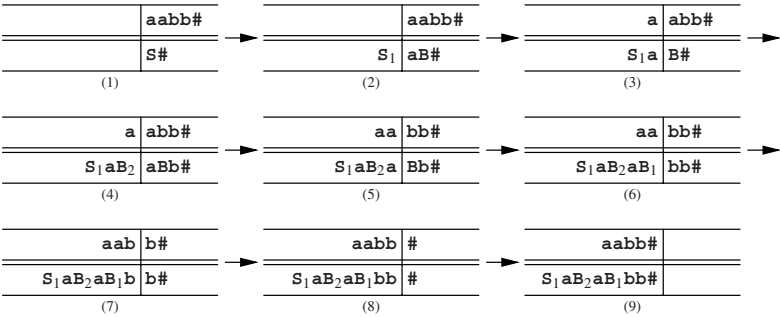 aabb# aabb# a abb#
S# S₁ aB# S₁a B#
(1) (2) (3)
a abb# aa bb# aa bb#
S₁aB₂ aBb# S₁aB₂a Bb# S₁aB₂aB₁ bb#
(4) (5) (6)
aab b# aabb # aabb#
S₁aB₂aB₁b b# S₁aB₂aB₁bb # S₁aB₂aB₁bb#
(7) (8) (9)